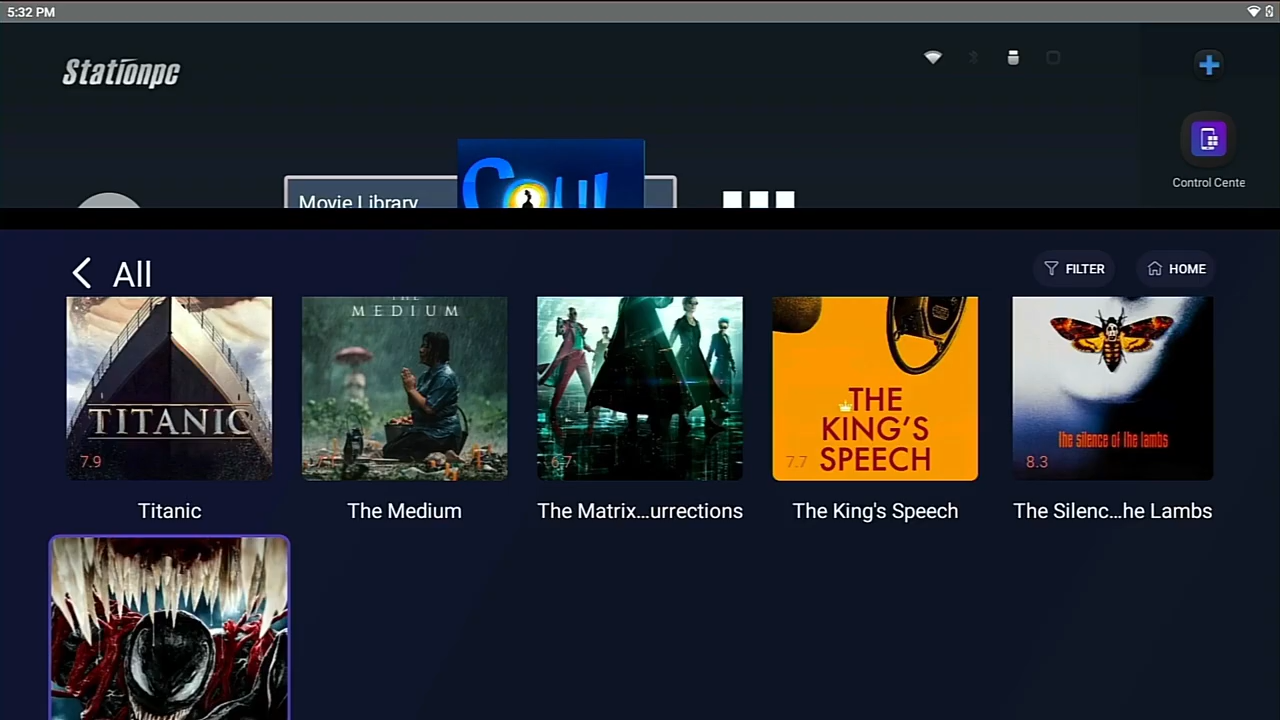 5:32 PM
Stationpc
Movie Library
Control Cente
All
FILTER
HOME
MEDIUM
TITANIC
7.9
THE
KING'S
SPEECH
7.7
the silence of the lambs
8.3
Titanic
The Medium
The Matrix...urrections
The King's Speech
The Silenc...he Lambs